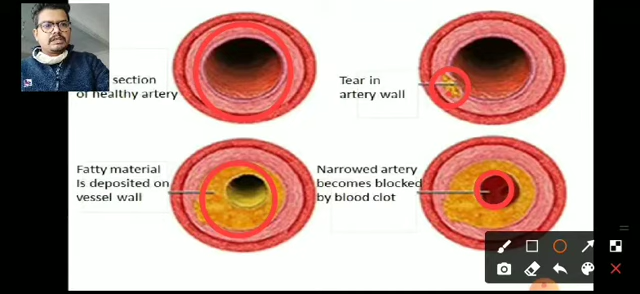 section
of healthy artery
Tear in
artery wall
Fatty material
Is deposited on
vessel wall
Narrowed artery
becomes blocked
by blood clot